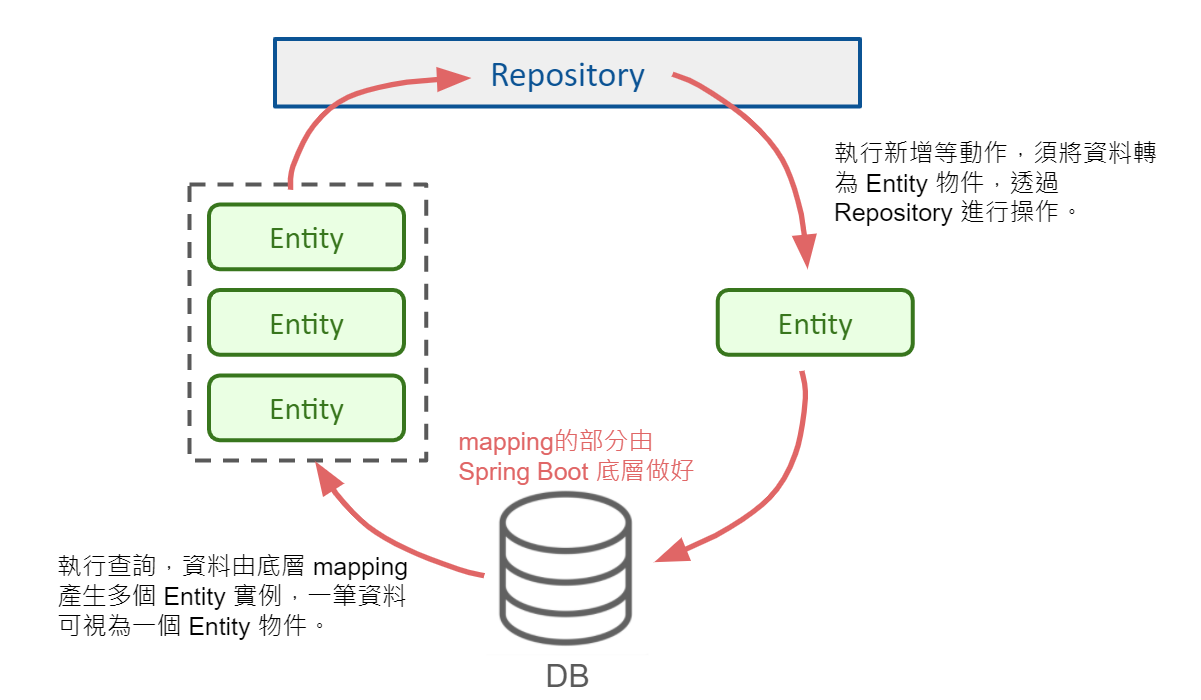 Repository
執行新增等動作，須將資料轉
為 Entity 物件，透過
Repository 進行操作。
Entity
Entity
Entity
Entity
mapping的部分由
Spring Boot 底層做好
執行查詢，資料由底層 mapping
產生多個 Entity 實例，一筆資料
可視為一個 Entity 物件。
DB